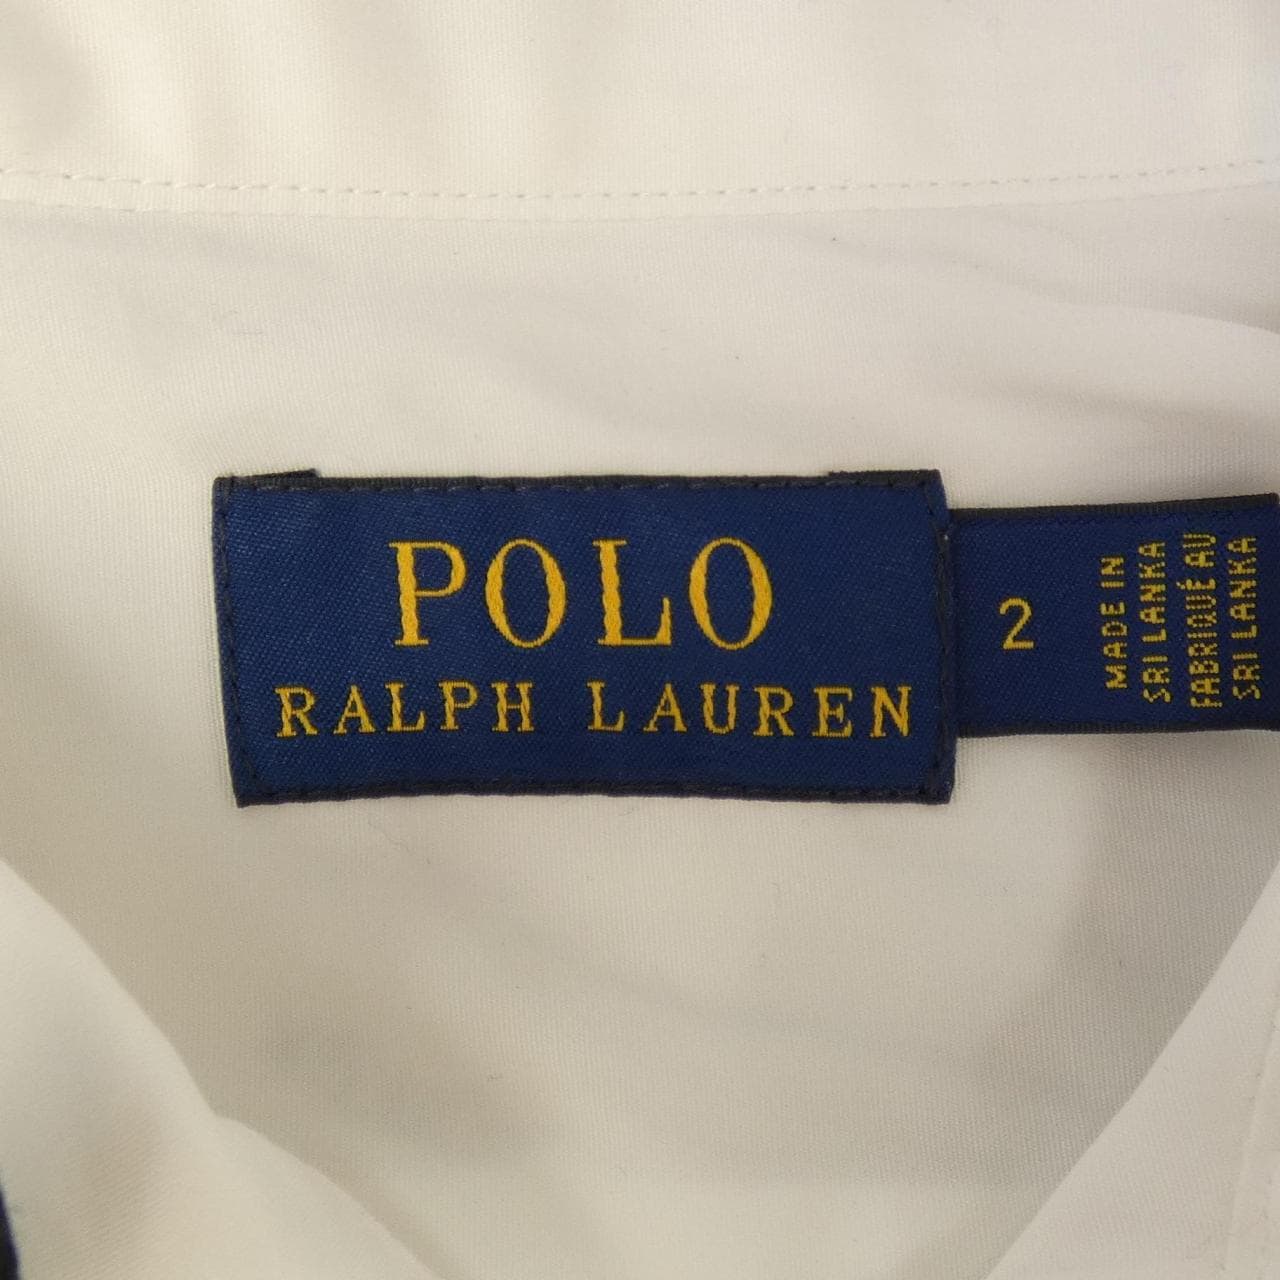 POLO
RALPH LAUREN
2
MADE IN
SRI LANKA
FABRIQUÉ AU
SRI LANKA